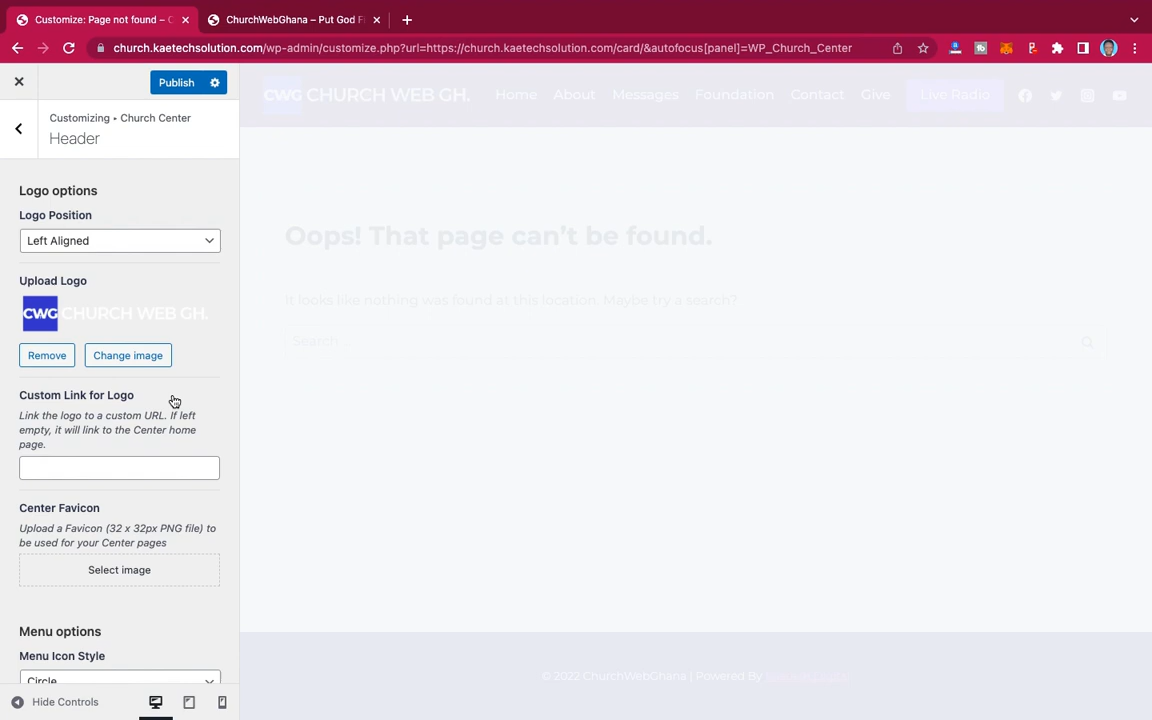 Customize: Page not found – C
ChurchWebGhana – Put God Fi
church.kaetechsolution.com/wp-admin/customize.php?url=https://church.kaetechsolution.com/card/&autofocus[panel]=WP_Church_Center
Publish
Customizing ▸ Church Center
Header
Logo options
Logo Position
Left Aligned
Upload Logo
CWG CHURCH WEB GH.
Remove
Change image
Custom Link for Logo
Link the logo to a custom URL. If left
empty, it will link to the Center home
page.
Center Favicon
Upload a Favicon (32 x 32px PNG file) to
be used for your Center pages
Select image
Menu options
Menu Icon Style
Circle
Hide Controls
CWG CHURCH WEB GH.
Home
About
Messages
Foundation
Contact
Give
Live Radio
Oops! That page can't be found.
It looks like nothing was found at this location. Maybe try a search?
Search ...
© 2022 ChurchWebGhana | Powered By